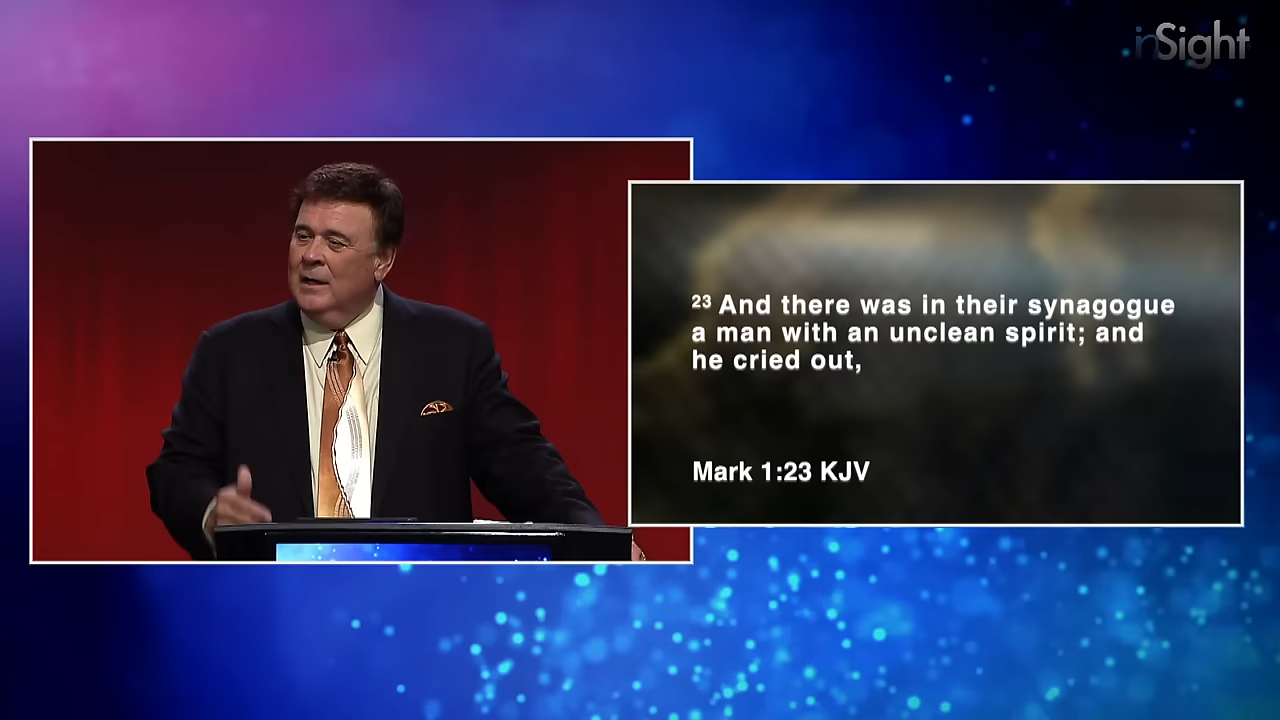 inSight
23 And there was in their synagogue
a man with an unclean spirit; and
he cried out,
Mark 1:23 KJV